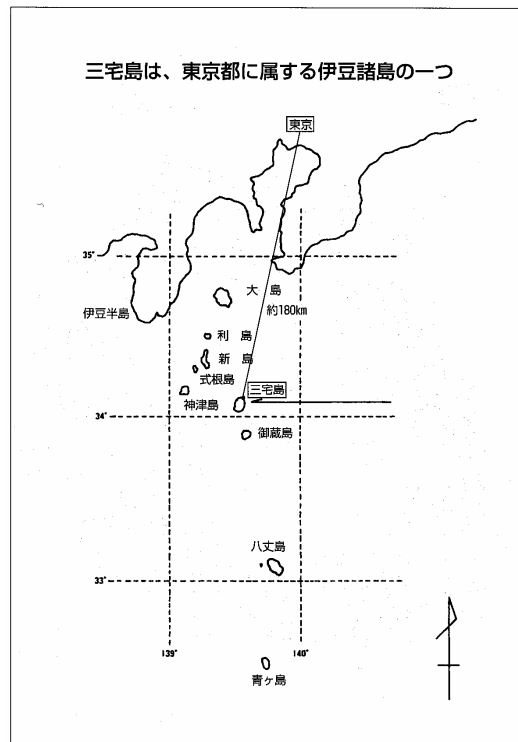 三宅島は、東京都に属する伊豆諸島の一つ
東京
35°
大　島
伊豆半島
約180km
利　島
新　島
式根島
三宅島
神津島
34°
御蔵島
八丈島
33°
139°
140°
青ヶ島